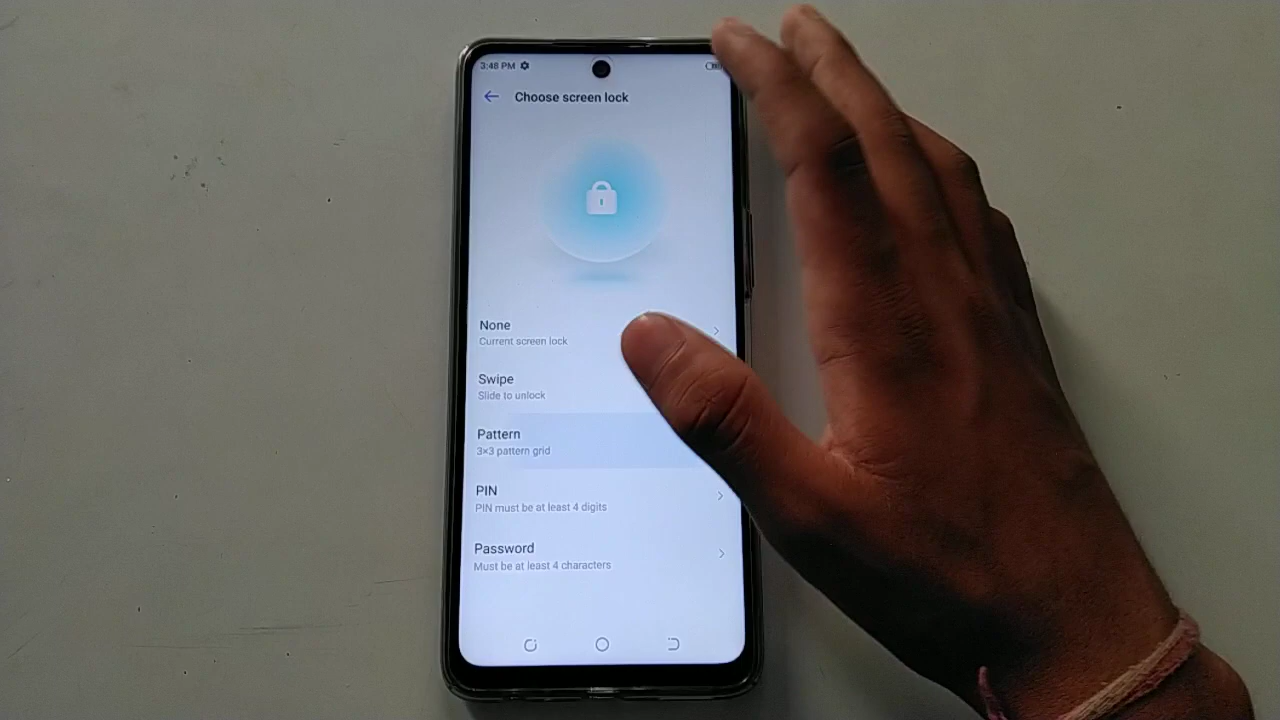 3:48 PM
Choose screen lock
None
Current screen lock
Swipe
Slide to unlock
Pattern
3×3 pattern grid
PIN
PIN must be at least 4 digits
Password
Must be at least 4 characters